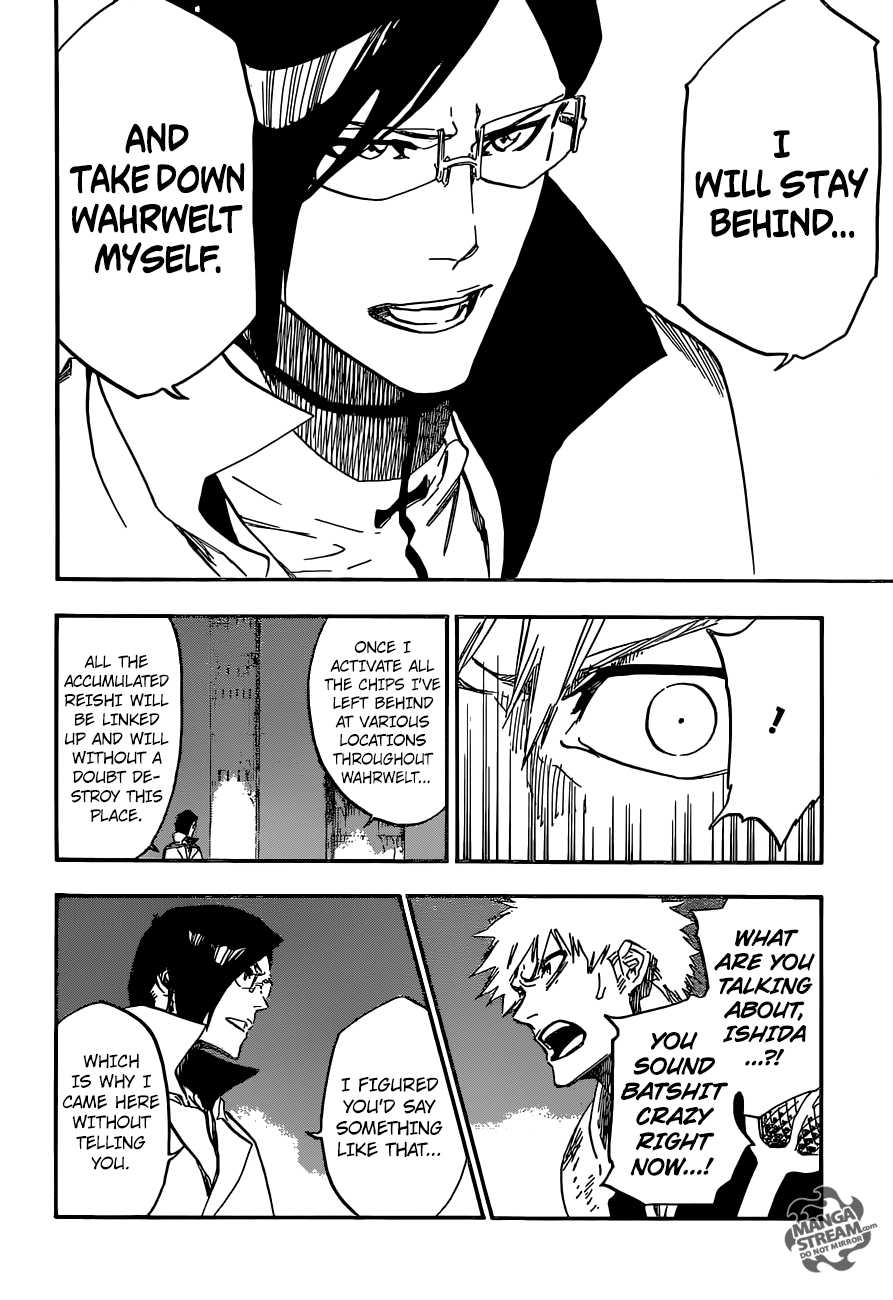 I
WILL STAY
BEHIND...
AND
TAKE DOWN
WAHRWELT
MYSELF.
!
ONCE I
ACTIVATE ALL
THE CHIPS I'VE
LEFT BEHIND
AT VARIOUS
LOCATIONS
THROUGHOUT
WAHRWELT...
ALL THE
ACCUMULATED
REISHI WILL
BE LINKED
UP AND WILL
WITHOUT A
DOUBT DE-
STROY THIS
PLACE.
WHAT
ARE YOU
TALKING
ABOUT,
ISHIDA
...?!
YOU
SOUND
BATSHIT
CRAZY
RIGHT
NOW...!
I FIGURED
YOU'D SAY
SOMETHING
LIKE THAT...
WHICH
IS WHY I
CAME HERE
WITHOUT
TELLING
YOU.
MANGA
STREAM.com
DO NOT MIRROR